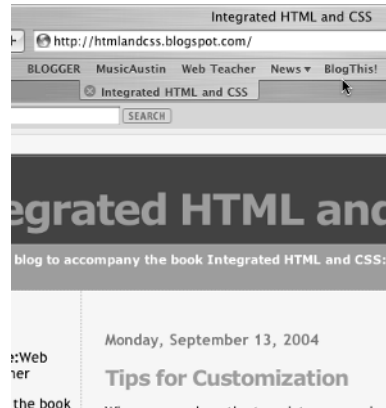 Integrated HTML and CSS
http://htmlandcss.blogspot.com/
BLOGGER MusicAustin Web Teacher News ▾ BlogThis!
Integrated HTML and CSS
SEARCH
egrated HTML and
blog to accompany the book Integrated HTML and CSS:
Monday, September 13, 2004
:Web
ner
Tips for Customization
the book